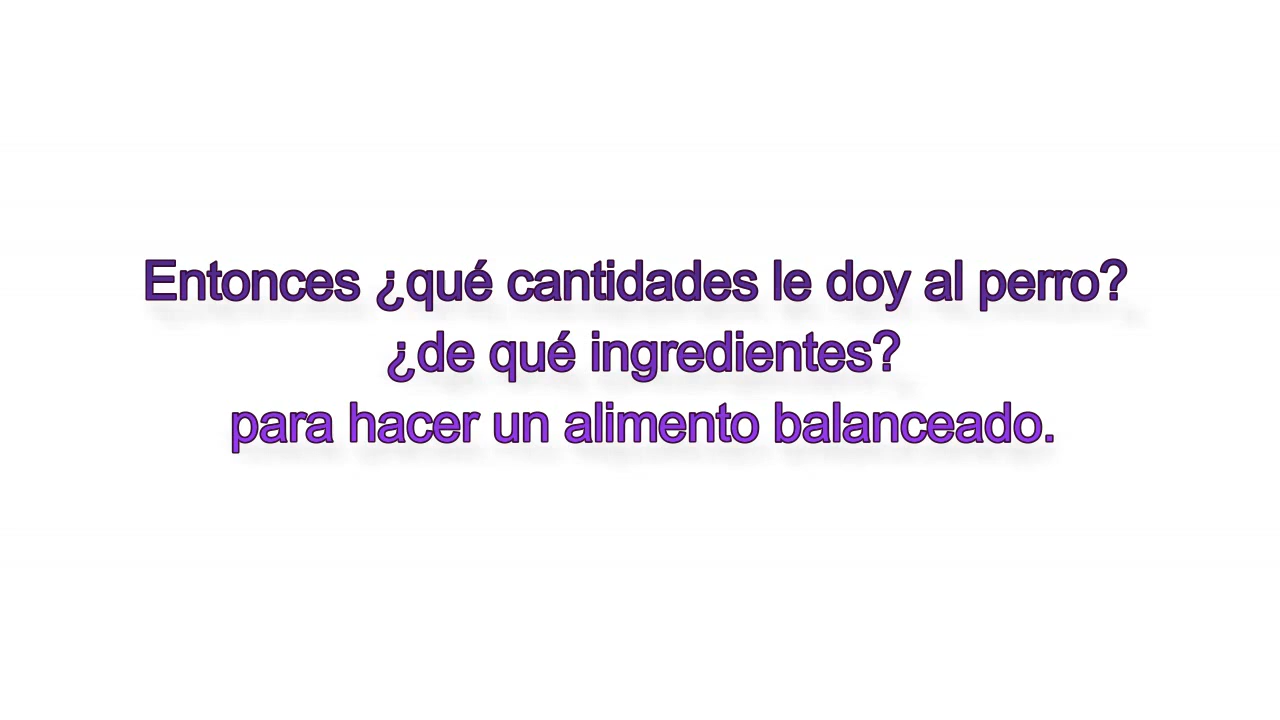 Entonces ¿qué cantidades le doy al perro?
¿de qué ingredientes?
para hacer un alimento balanceado.